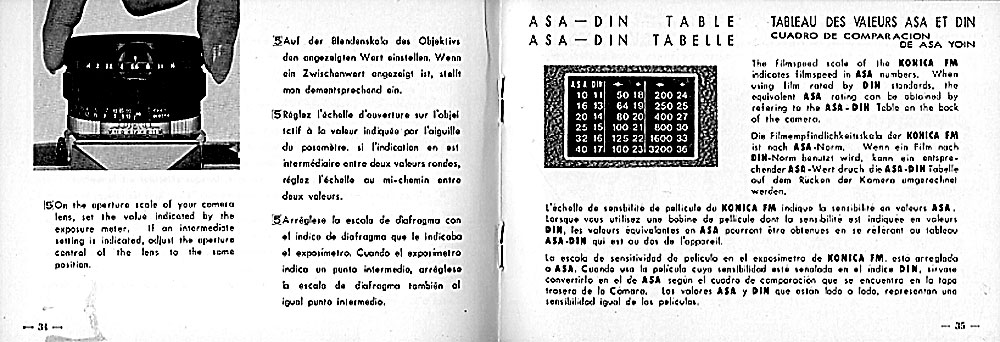 5 On the aperture scale of your camera
lens, set the value indicated by the
exposure meter. If an intermediate
setting is indicated, adjust the aperture
control of the lens to the same
position.
— 34 —
5 Auf der Blendenskala des Objektivs
den angezeigten Wert einstellen. Wenn
ein Zwischenwert angezeigt ist, stellt
man dementsprechend ein.
5 Réglez l'échelle d'ouverture sur l'objec
tctif à la valeur indiquée par l'aiguille
du posemètre. si l'indication en est
intermédiaire entre deux valeurs rondes,
réglez l'échelle au mi-chemin entre
deux valeurs.
5 Arréglese la escala de diafragma con
el indice de diafragma que le indicaba
el exposímetro. Cuando el exposimetro
indica un punto intermedio, arréglese
la escala de diafragma también al
igual punto intermedio.
ASA — DIN TABLE
ASA — DIN TABELLE
TABLEAU DES VAIEURS ASA ET DIN
CUADRO DE COMPARACION
DE ASA YDIN
ASA DIN
10 11 50 18 200 24
16 13 64 19 250 25
20 14 80 20 400 27
25 15 100 21 800 30
32 16 125 22 1600 33
40 17 160 23 3200 36
The filmspeed scale of the KONICA FM
indicates filmspeed in ASA numbers. When
using film rated by DIN standards, the
equivalent ASA rating can be obtained by
refering to the ASA-DIN Table on the back
of the camera.
Die Filmempfindlichkeitsskala der KONICA FM
ist nach ASA-Norm. Wenn ein Film nach
DIN-Norm benutzt wird, kann ein entspre-
chender ASA-Wert druch die ASA-DIN Tabelle
auf dem Rücken der Kamera umgerechnet
werden.
L'échelle de sensibilité de pellicule du KONICA FM indique la sensibilité en valeurs ASA.
Lorsque vous utilisez une bobine de pellicule dont la sensibilité est indiquée en valeurs
DIN, les valeurs équivalentes en ASA pourront être obtenues en se référant au tableau
ASA-DIN qui est au dos de l'appareil.
La escala de sensitividad de pelicula en el exposimetro de KONICA FM, esta arreglada
a ASA. Cuando usa la película cuya sensibilidad esté señalada en el indice DIN, sirvase
convertirlo en el de ASA según el cuadro de comparación que se encuentra en la tapa
trasera de la Cámara. Los valores ASA y DIN que estan lado a lado, representan una
sensibilidad igual de las peliculas.
— 35 —